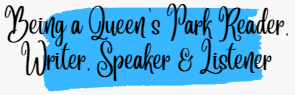 Being a Queen's Park Reader,
Writer, Speaker & Listener